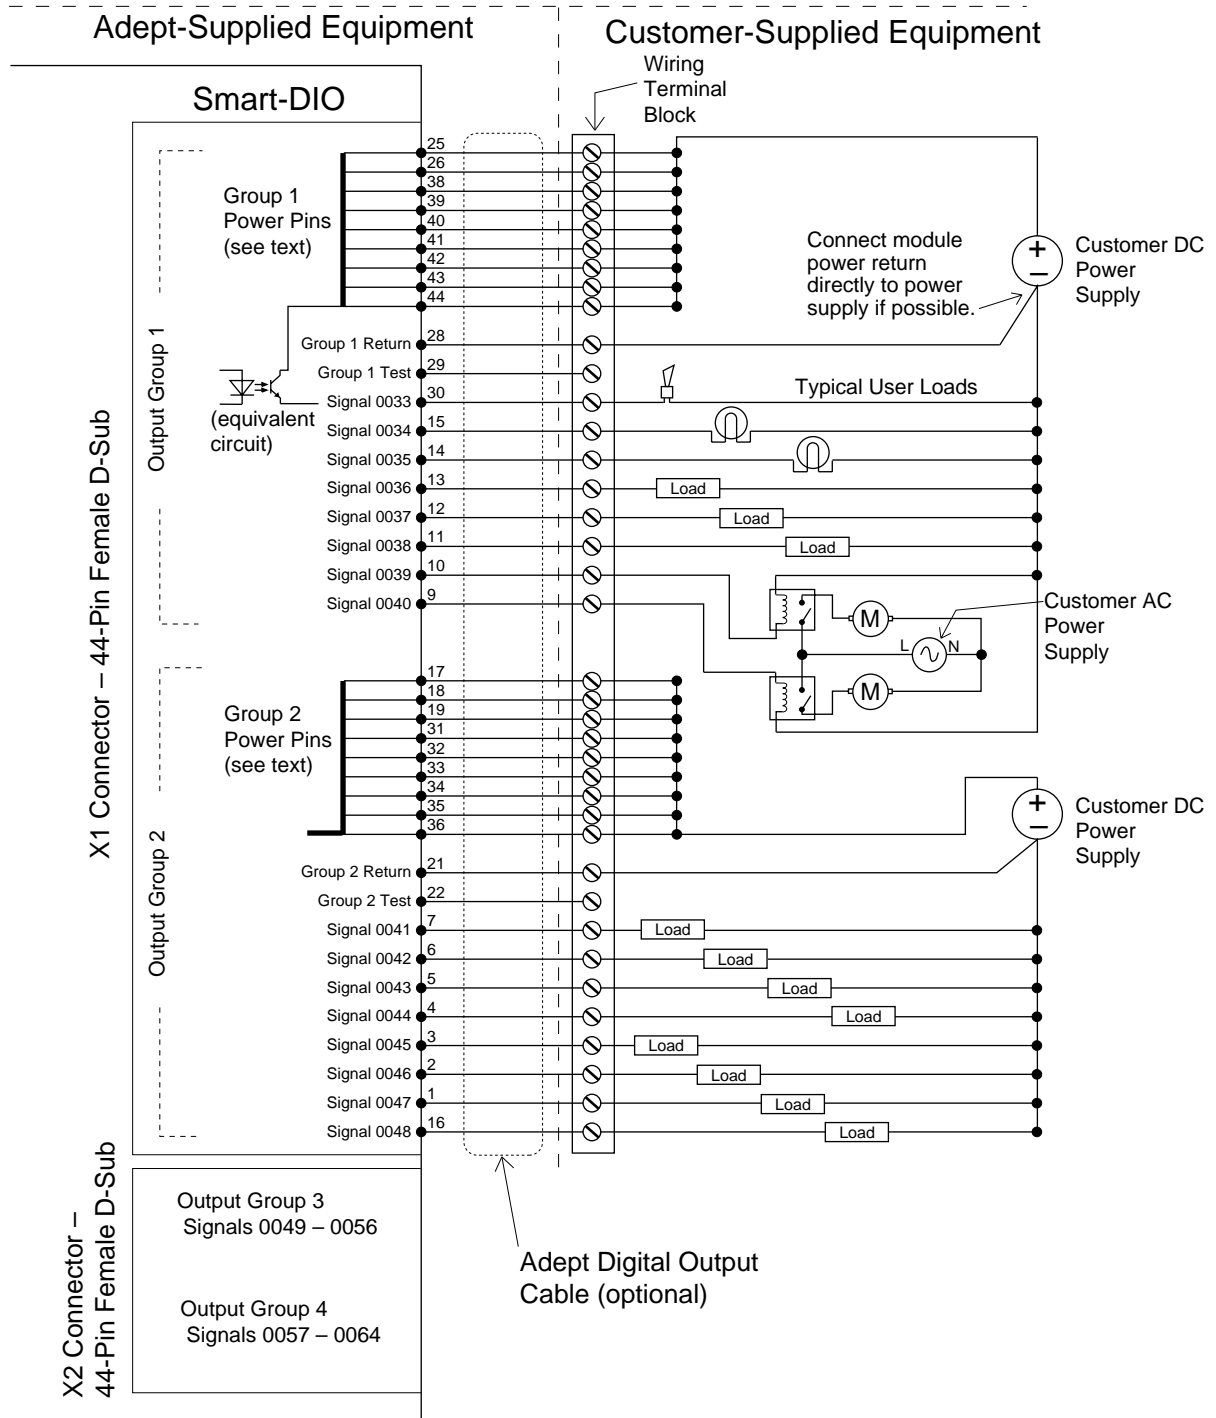 Adept-Supplied Equipment
Customer-Supplied Equipment
Wiring
Terminal
Block
Smart-DIO
X1 Connector – 44-Pin Female D-Sub
Output Group 1
Group 1
Power Pins
(see text)
25
26
38
39
40
41
42
43
44
Connect module
power return
directly to power
supply if possible.
+
–
Customer DC
Power
Supply
(equivalent
circuit)
Group 1 Return
28
Group 1 Test
29
Typical User Loads
Signal 0033
30
Signal 0034
15
Signal 0035
14
Signal 0036
13
Load
Signal 0037
12
Load
Signal 0038
11
Load
Signal 0039
10
Signal 0040
9
M
L
N
M
Customer AC
Power
Supply
Output Group 2
Group 2
Power Pins
(see text)
17
18
19
31
32
33
34
35
36
+
–
Customer DC
Power
Supply
Group 2 Return
21
Group 2 Test
22
Signal 0041
7
Load
Signal 0042
6
Load
Signal 0043
5
Load
Signal 0044
4
Load
Signal 0045
3
Load
Signal 0046
2
Load
Signal 0047
1
Load
Signal 0048
16
Load
X2 Connector –
44-Pin Female D-Sub
Output Group 3
Signals 0049 – 0056
Output Group 4
Signals 0057 – 0064
Adept Digital Output
Cable (optional)